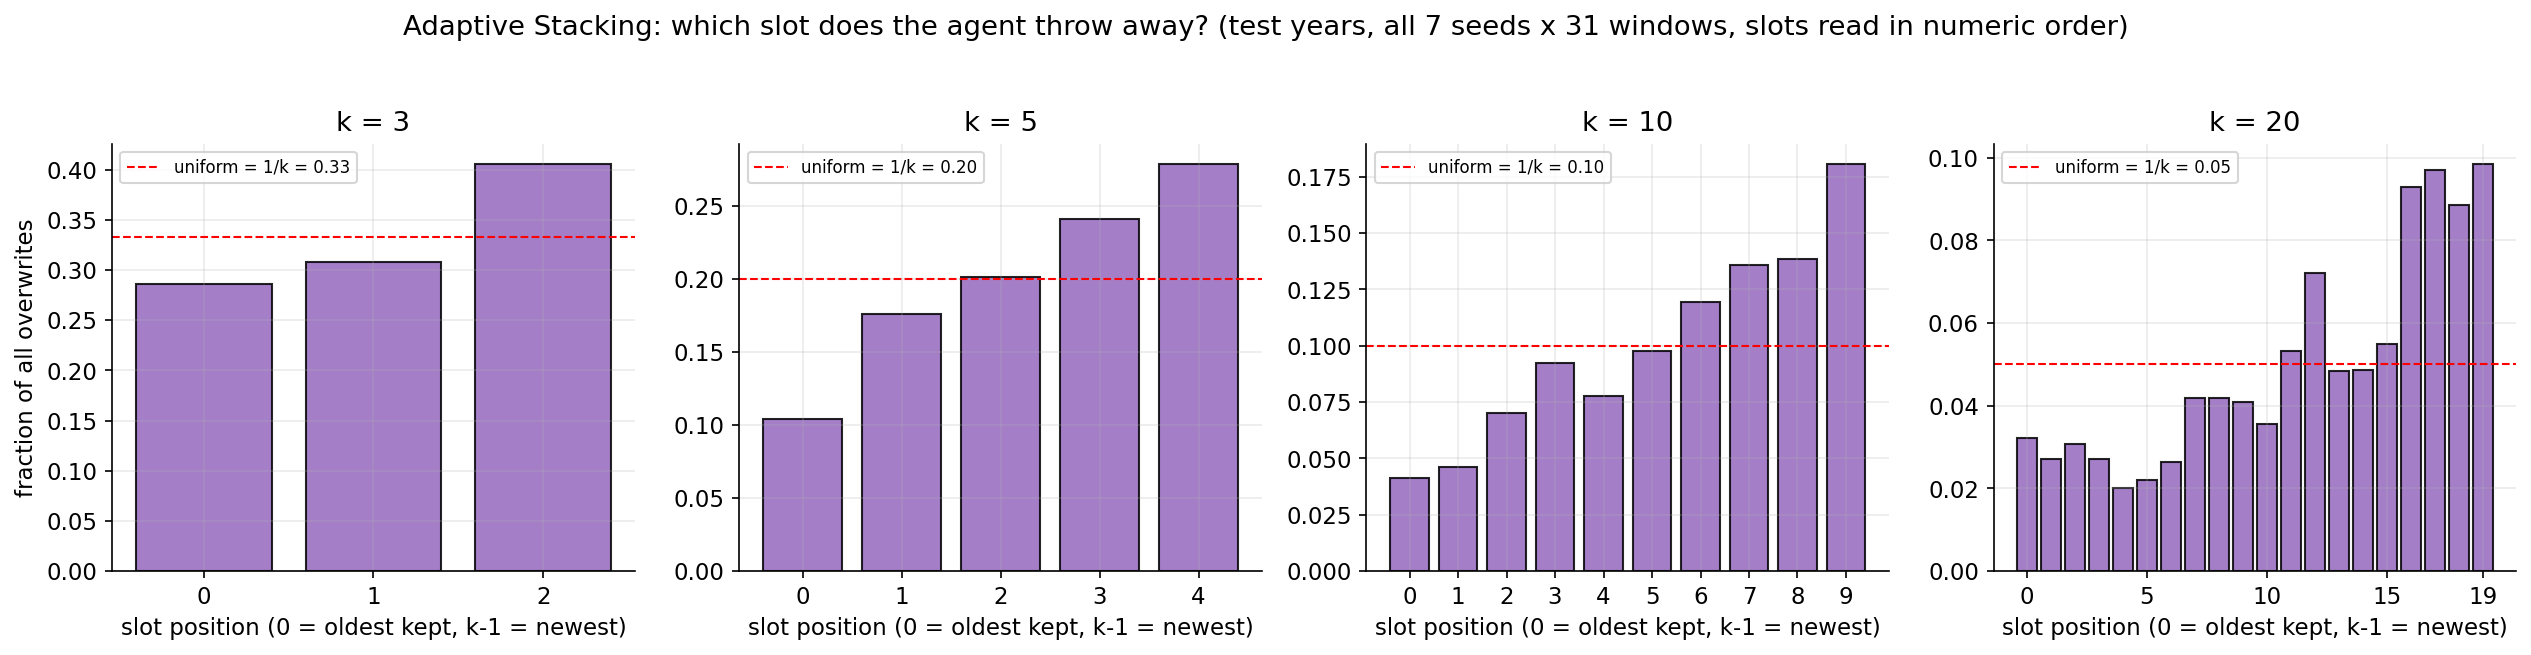 Adaptive Stacking: which slot does the agent throw away? (test years, all 7 seeds x 31 windows, slots read in numeric order)
k = 3
uniform = 1/k = 0.33
fraction of all overwrites
0.40
0.35
0.30
0.25
0.20
0.15
0.10
0.05
0.00
0 1 2
slot position (0 = oldest kept, k-1 = newest)
k = 5
uniform = 1/k = 0.20
0.25
0.20
0.15
0.10
0.05
0.00
0 1 2 3 4
slot position (0 = oldest kept, k-1 = newest)
k = 10
uniform = 1/k = 0.10
0.175
0.150
0.125
0.100
0.075
0.050
0.025
0.000
0 1 2 3 4 5 6 7 8 9
slot position (0 = oldest kept, k-1 = newest)
k = 20
uniform = 1/k = 0.05
0.10
0.08
0.06
0.04
0.02
0.00
0 5 10 15 19
slot position (0 = oldest kept, k-1 = newest)